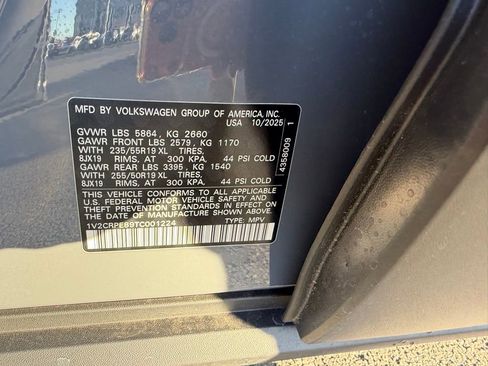 MFD BY VOLKSWAGEN GROUP OF AMERICA, INC.
USA 10/2025
GVWR LBS 5864, KG 2660
GAWR FRONT LBS 2579, KG 1170
WITH 235/55R19 XL TIRES.
8JX19 RIMS, AT 300 KPA. 44 PSI COLD
GAWR REAR LBS 3395, KG 1540
WITH 255/50R19 XL TIRES.
8JX19 RIMS, AT 300 KPA. 44 PSI COLD
THIS VEHICLE CONFORMS TO ALL APPLICABLE
U.S. FEDERAL MOTOR VEHICLE SAFETY AND
THEFT PREVENTION STANDARDS IN EFFECT ON
THE DATE OF MANUFACTURE SHOWN ABOVE.
1V2CRPE89TC001224
TYPE: MPV
4358009 1